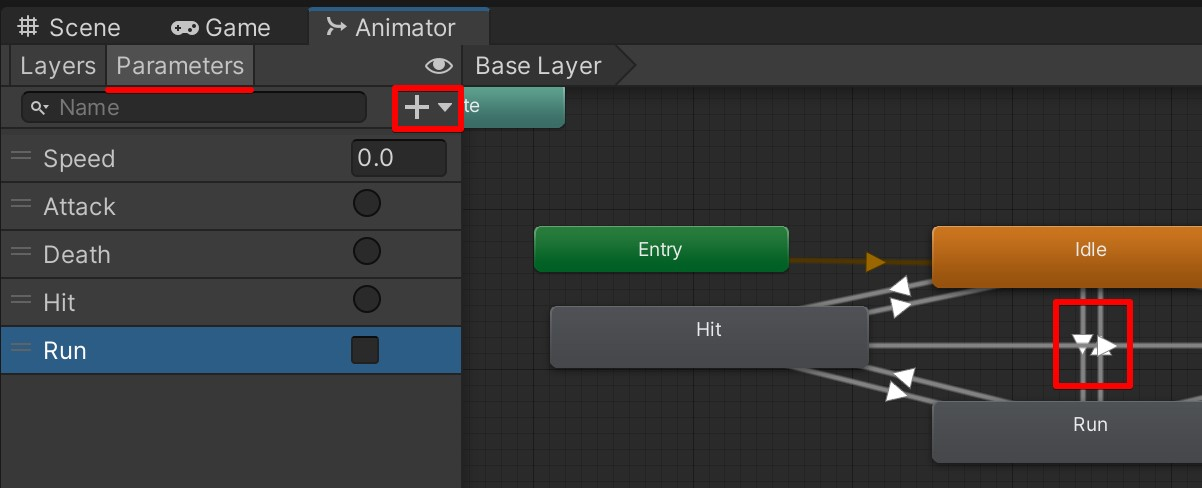 Scene Game Animator
Layers Parameters Base Layer
Name
te
Speed 0.0
Attack
Death
Hit
Run
Entry
Idle
Hit
Run